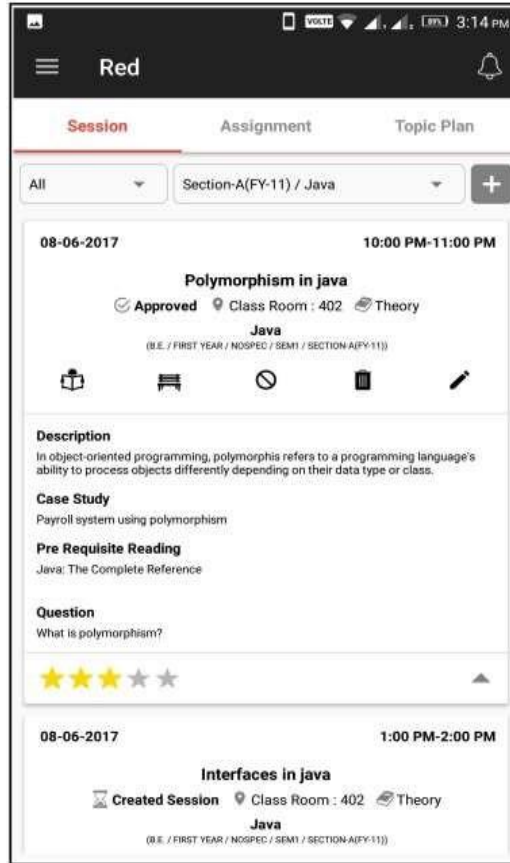 VOLTE 89% 3:14 PM
Red
Session Assignment Topic Plan
All Section-A(FY-11) / Java
08-06-2017 10:00 PM-11:00 PM
Polymorphism in java
Approved Class Room : 402 Theory
Java
(B.E. / FIRST YEAR / NOSPEC / SEM1 / SECTION-A(FY-11))
Description
In object-oriented programming, polymorphis refers to a programming language's
ability to process objects differently depending on their data type or class.
Case Study
Payroll system using polymorphism
Pre Requisite Reading
Java: The Complete Reference
Question
What is polymorphism?
08-06-2017 1:00 PM-2:00 PM
Interfaces in java
Created Session Class Room : 402 Theory
Java
(B.E. / FIRST YEAR / NOSPEC / SEM1 / SECTION-A(FY-11))